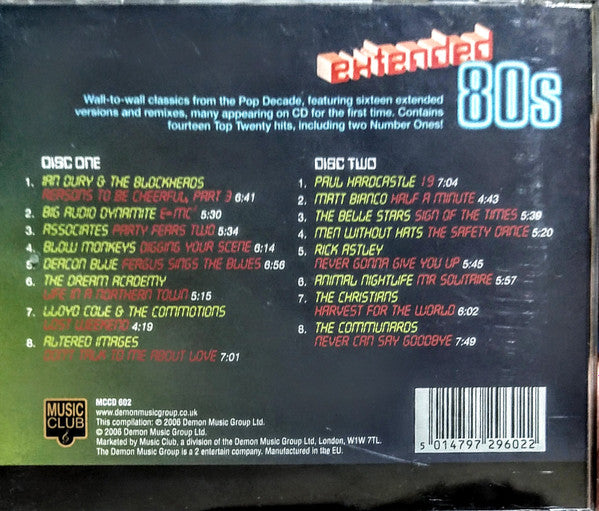 extended
80s
Wall-to-wall classics from the Pop Decade, featuring sixteen extended
versions and remixes, many appearing on CD for the first time. Contains
fourteen Top Twenty hits, including two Number Ones!
DISC ONE
1. IAN DURY & THE BLOCKHEADS
REASONS TO BE CHEERFUL, PART 3 6:41
2. BIG AUDIO DYNAMITE E=MC² 5:30
3. ASSOCIATES PARTY FEARS TWO 5:34
4. BLOW MONKEYS DIGGING YOUR SCENE 6:14
5. DEACON BLUE FERGUS SINGS THE BLUES 6:56
6. THE DREAM ACADEMY
LIFE IN A NORTHERN TOWN 5:15
7. LLOYD COLE & THE COMMOTIONS
LOST WEEKEND 4:19
8. ALTERED IMAGES
DON'T TALK TO ME ABOUT LOVE 7:01
DISC TWO
1. PAUL HARDCASTLE 19 7:04
2. MATT BIANCO HALF A MINUTE 4:43
3. THE BELLE STARS SIGN OF THE TIMES 5:39
4. MEN WITHOUT HATS THE SAFETY DANCE 5:20
5. RICK ASTLEY
NEVER GONNA GIVE YOU UP 5:45
6. ANIMAL NIGHTLIFE MR SOLITAIRE 5:57
7. THE CHRISTIANS
HARVEST FOR THE WORLD 6:02
8. THE COMMUNARDS
NEVER CAN SAY GOODBYE 7:49
MUSIC
CLUB
MCCD 602
www.demonmusicgroup.co.uk
This compilation: ℗ 2006 Demon Music Group Ltd.
© 2006 Demon Music Group Ltd.
Marketed by Music Club, a division of the Demon Music Group Ltd, London, W1W 7TL.
The Demon Music Group is a 2 entertain company. Manufactured in the EU.
5 014797 296022